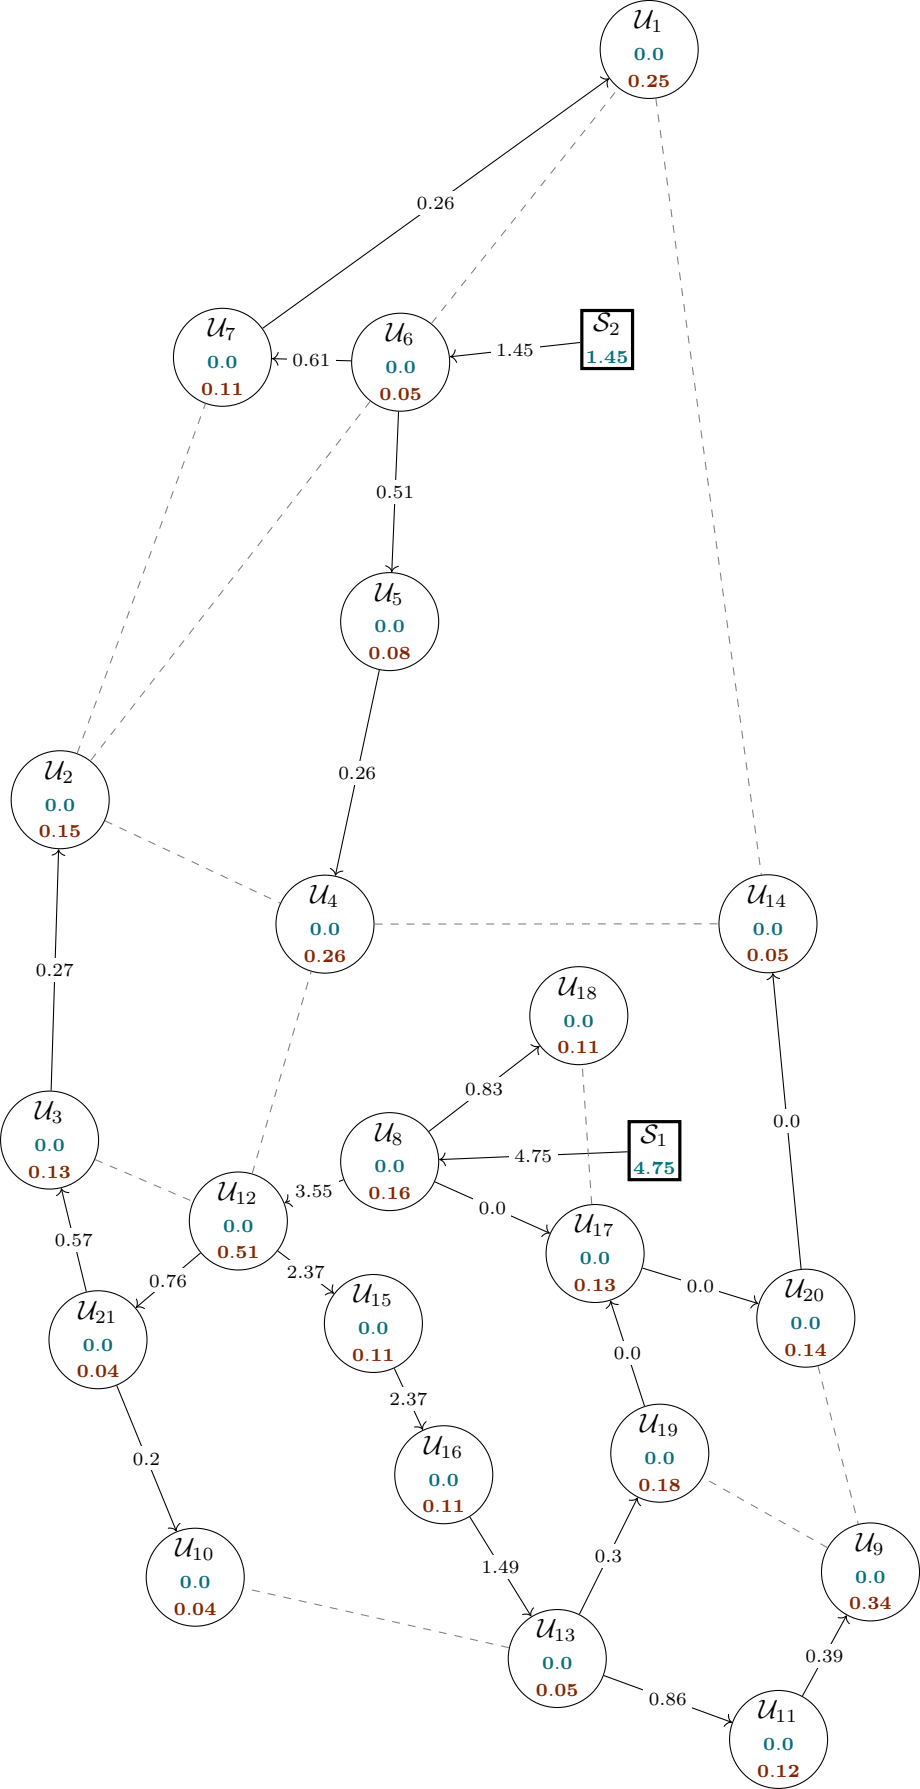 𝒰₁
0.0
0.25
0.26
𝒰₇
0.0
0.11
0.61
𝒰₆
0.0
0.05
1.45
𝒮₂
1.45
0.51
𝒰₅
0.0
0.08
0.26
𝒰₂
0.0
0.15
𝒰₄
0.0
0.26
𝒰₁₄
0.0
0.05
0.27
𝒰₁₈
0.0
0.11
0.83
𝒰₃
0.0
0.13
𝒰₈
0.0
0.16
4.75
𝒮₁
4.75
0.0
𝒰₁₂
0.0
0.51
3.55
0.0
𝒰₁₇
0.0
0.13
0.57
0.76
2.37
0.0
𝒰₂₀
0.0
0.14
𝒰₂₁
0.0
0.04
𝒰₁₅
0.0
0.11
0.0
2.37
0.2
𝒰₁₆
0.0
0.11
𝒰₁₉
0.0
0.18
𝒰₁₀
0.0
0.04
1.49
0.3
𝒰₉
0.0
0.34
𝒰₁₃
0.0
0.05
0.86
0.39
𝒰₁₁
0.0
0.12